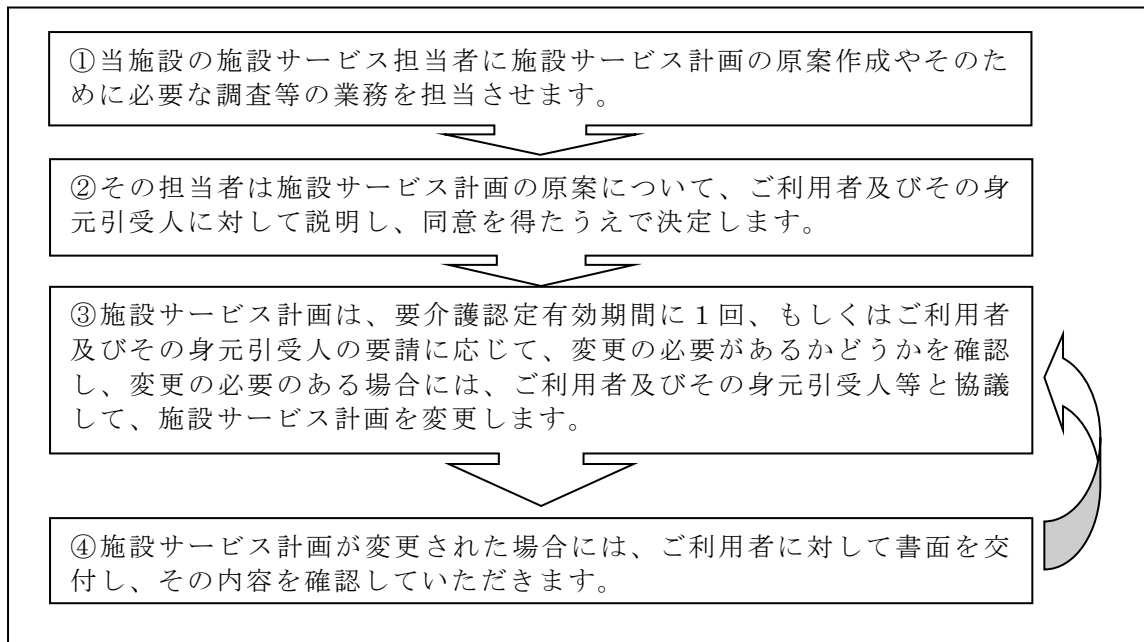 ①当施設の施設サービス担当者に施設サービス計画の原案作成やそのた
めに必要な調査等の業務を担当させます。
②その担当者は施設サービス計画の原案について、ご利用者及びその身
元引受人に対して説明し、同意を得たうえで決定します。
③施設サービス計画は、要介護認定有効期間に１回、もしくはご利用者
及びその身元引受人の要請に応じて、変更の必要があるかどうかを確認
し、変更の必要のある場合には、ご利用者及びその身元引受人等と協議
して、施設サービス計画を変更します。
④施設サービス計画が変更された場合には、ご利用者に対して書面を交
付し、その内容を確認していただきます。